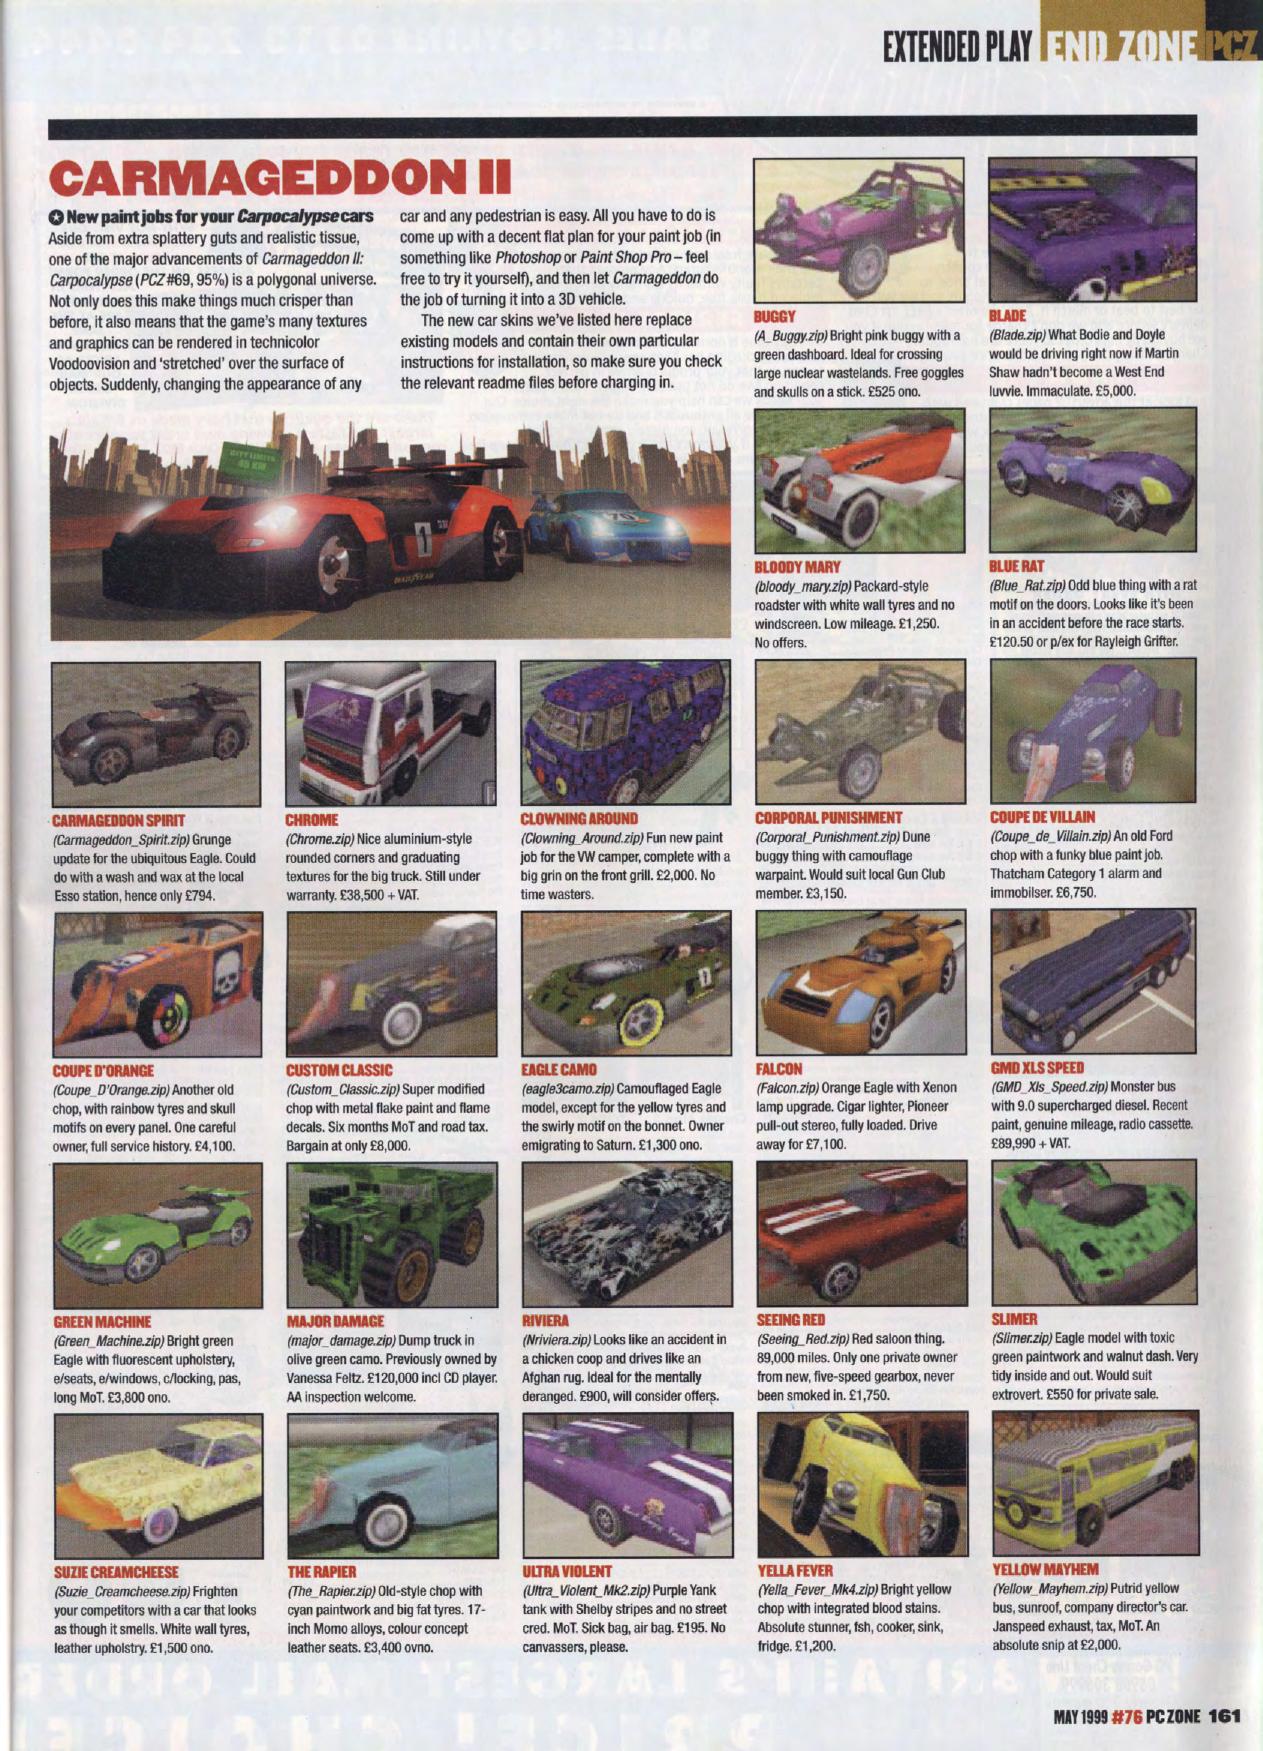 EXTENDED PLAY END ZONE PCZ
CARMAGEDDON II
New paint jobs for your Carpocalypse cars
Aside from extra splattery guts and realistic tissue,
one of the major advancements of Carmageddon II:
Carpocalypse (PCZ #69, 95%) is a polygonal universe.
Not only does this make things much crisper than
before, it also means that the game's many textures
and graphics can be rendered in technicolor
Voodoovision and 'stretched' over the surface of
objects. Suddenly, changing the appearance of any
car and any pedestrian is easy. All you have to do is
come up with a decent flat plan for your paint job (in
something like Photoshop or Paint Shop Pro – feel
free to try it yourself), and then let Carmageddon do
the job of turning it into a 3D vehicle.
The new car skins we've listed here replace
existing models and contain their own particular
instructions for installation, so make sure you check
the relevant readme files before charging in.
CITY LIMITS
1
BUGGY
(A_Buggy.zip) Bright pink buggy with a
green dashboard. Ideal for crossing
large nuclear wastelands. Free goggles
and skulls on a stick. £525 ono.
BLADE
(Blade.zip) What Bodie and Doyle
would be driving right now if Martin
Shaw hadn't become a West End
luvvie. Immaculate. £5,000.
BLOODY MARY
(bloody_mary.zip) Packard-style
roadster with white wall tyres and no
windscreen. Low mileage. £1,250.
No offers.
BLUE RAT
(Blue_Rat.zip) Odd blue thing with a rat
motif on the doors. Looks like it's been
in an accident before the race starts.
£120.50 or p/ex for Rayleigh Grifter.
CARMAGEDDON SPIRIT
(Carmageddon_Spirit.zip) Grunge
update for the ubiquitous Eagle. Could
do with a wash and wax at the local
Esso station, hence only £794.
CHROME
(Chrome.zip) Nice aluminium-style
rounded corners and graduating
textures for the big truck. Still under
warranty. £38,500 + VAT.
CLOWNING AROUND
(Clowning_Around.zip) Fun new paint
job for the VW camper, complete with a
big grin on the front grill. £2,000. No
time wasters.
CORPORAL PUNISHMENT
(Corporal_Punishment.zip) Dune
buggy thing with camouflage
warpaint. Would suit local Gun Club
member. £3,150.
COUPE DE VILLAIN
(Coupe_de_Villain.zip) An old Ford
chop with a funky blue paint job.
Thatcham Category 1 alarm and
immobilser. £6,750.
COUPE D'ORANGE
(Coupe_D'Orange.zip) Another old
chop, with rainbow tyres and skull
motifs on every panel. One careful
owner, full service history. £4,100.
CUSTOM CLASSIC
(Custom_Classic.zip) Super modified
chop with metal flake paint and flame
decals. Six months MoT and road tax.
Bargain at only £8,000.
EAGLE CAMO
(eagle3camo.zip) Camouflaged Eagle
model, except for the yellow tyres and
the swirly motif on the bonnet. Owner
emigrating to Saturn. £1,300 ono.
FALCON
(Falcon.zip) Orange Eagle with Xenon
lamp upgrade. Cigar lighter, Pioneer
pull-out stereo, fully loaded. Drive
away for £7,100.
GMD XLS SPEED
(GMD_Xls_Speed.zip) Monster bus
with 9.0 supercharged diesel. Recent
paint, genuine mileage, radio cassette.
£89,990 + VAT.
GREEN MACHINE
(Green_Machine.zip) Bright green
Eagle with fluorescent upholstery,
e/seats, e/windows, c/locking, pas,
long MoT. £3,800 ono.
MAJOR DAMAGE
(major_damage.zip) Dump truck in
olive green camo. Previously owned by
Vanessa Feltz. £120,000 incl CD player.
AA inspection welcome.
RIVIERA
(Nriviera.zip) Looks like an accident in
a chicken coop and drives like an
Afghan rug. Ideal for the mentally
deranged. £900, will consider offers.
SEEING RED
(Seeing_Red.zip) Red saloon thing.
89,000 miles. Only one private owner
from new, five-speed gearbox, never
been smoked in. £1,750.
SLIMER
(Slimer.zip) Eagle model with toxic
green paintwork and walnut dash. Very
tidy inside and out. Would suit
extrovert. £550 for private sale.
SUZIE CREAMCHEESE
(Suzie_Creamcheese.zip) Frighten
your competitors with a car that looks
as though it smells. White wall tyres,
leather upholstry. £1,500 ono.
THE RAPIER
(The_Rapier.zip) Old-style chop with
cyan paintwork and big fat tyres. 17-
inch Momo alloys, colour concept
leather seats. £3,400 ovno.
ULTRA VIOLENT
(Ultra_Violent_Mk2.zip) Purple Yank
tank with Shelby stripes and no street
cred. MoT. Sick bag, air bag. £195. No
canvassers, please.
YELLA FEVER
(Yella_Fever_Mk4.zip) Bright yellow
chop with integrated blood stains.
Absolute stunner, fsh, cooker, sink,
fridge. £1,200.
YELLOW MAYHEM
(Yellow_Mayhem.zip) Putrid yellow
bus, sunroof, company director's car.
Janspeed exhaust, tax, MoT. An
absolute snip at £2,000.
MAY 1999 #76 PC ZONE 161